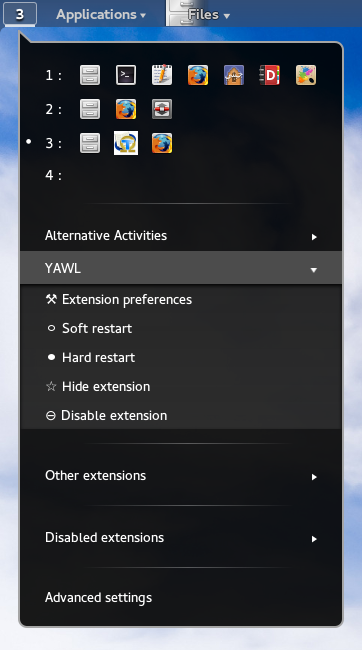 3 Applications ▾ Files ▾
1 :
2 :
• 3 :
4 :
Alternative Activities ▸
YAWL ▾
⚒ Extension preferences
○ Soft restart
● Hard restart
☆ Hide extension
⊖ Disable extension
Other extensions ▸
Disabled extensions ▸
Advanced settings